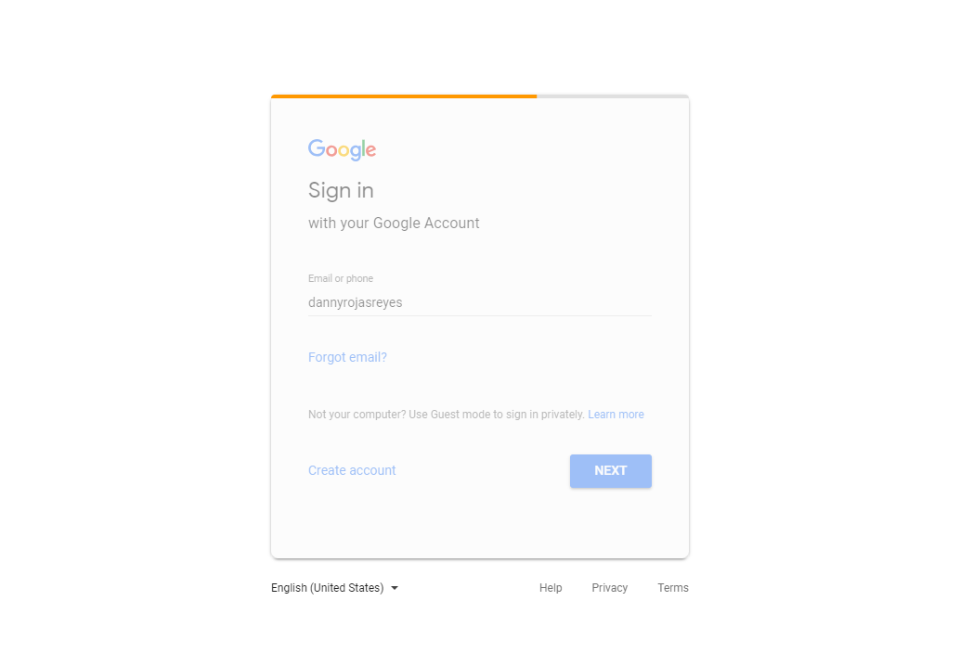 Google
Sign in
with your Google Account
Email or phone
dannyrojasreyes
Forgot email?
Not your computer? Use Guest mode to sign in privately. Learn more
Create account NEXT
English (United States) Help Privacy Terms